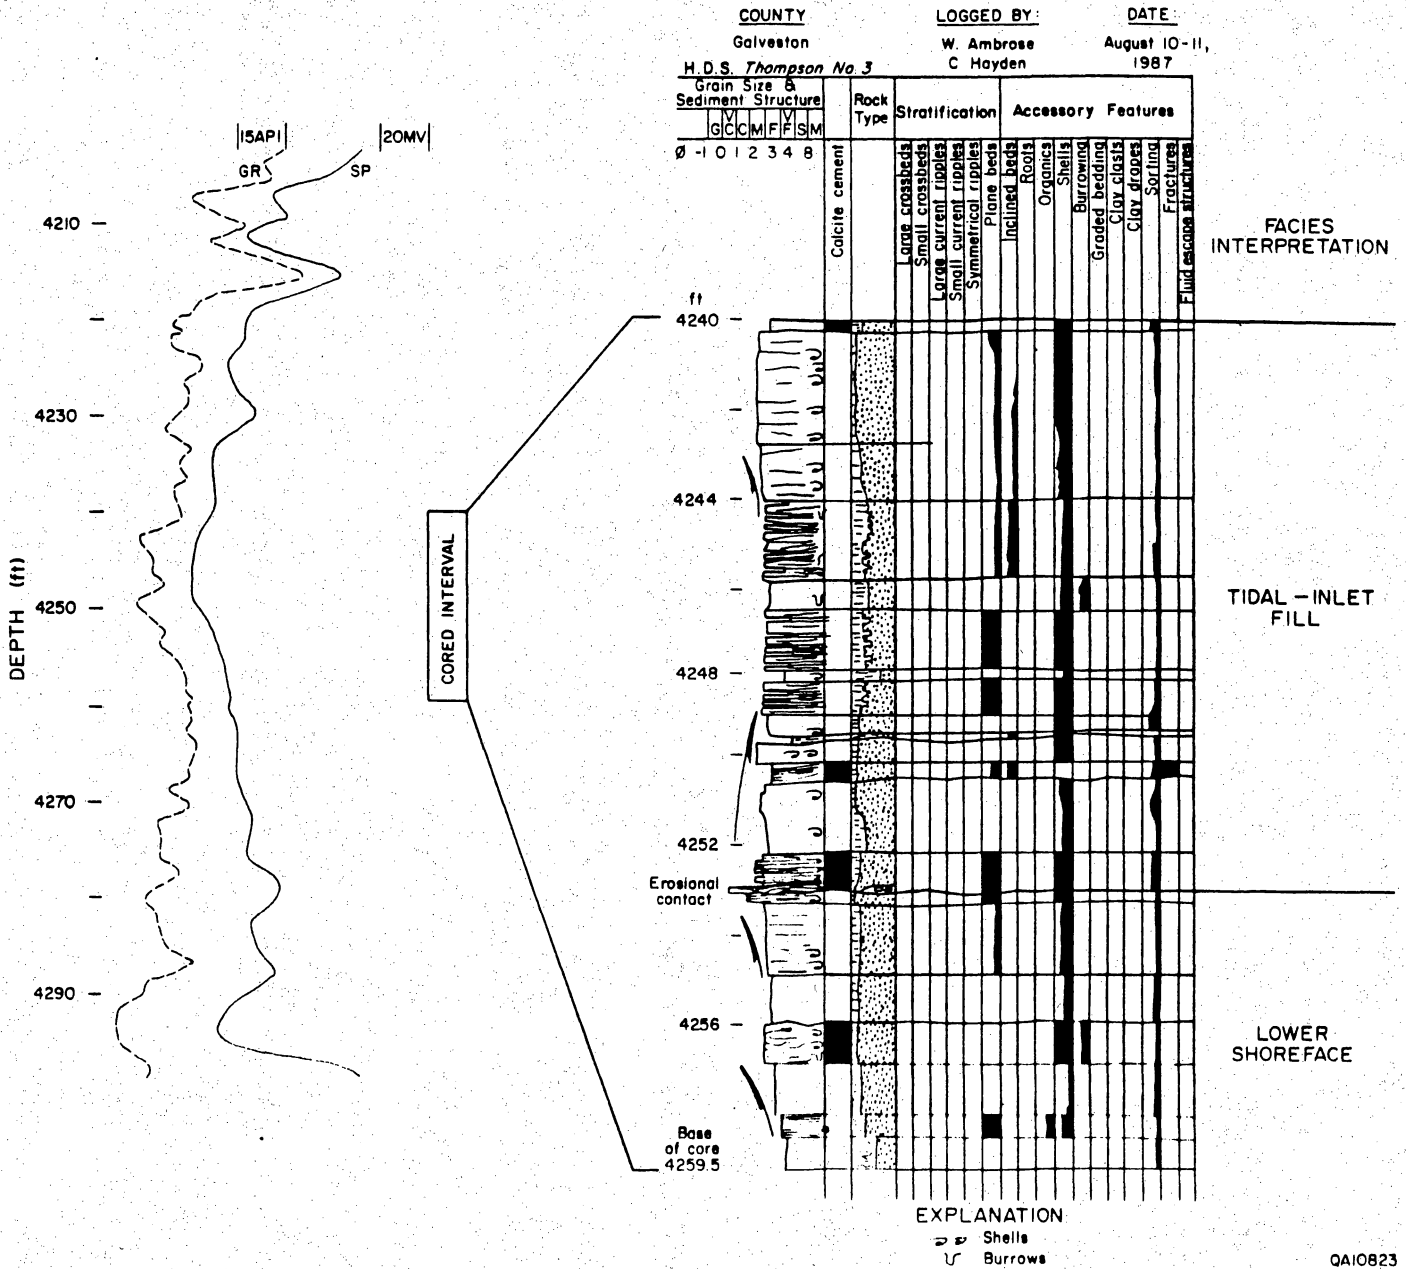 COUNTY
Galveston
LOGGED BY:
W. Ambrose
C Hayden
DATE:
August 10-11,
1987
H.D.S. Thompson No. 3
Grain Size &
Sediment Structure
V V
G C C M F F S M
Ø -1 0 1 2 3 4 8
Calcite cement
Rock
Type
Stratification
Accessory Features
Large crossbeds
Small crossbeds
Large current ripples
Small current ripples
Symmetrical ripples
Plane beds
Inclined beds
Roots
Organics
Shells
Burrowing
Graded bedding
Clay clasts
Clay drapes
Sorting
Fractures
Fluid escape structures
FACIES
INTERPRETATION
15API
20MV
GR
SP
DEPTH (ft)
4210
4230
4250
4270
4290
CORED INTERVAL
ft
4240
4244
4248
4252
Erosional
contact
4256
Base
of core
4259.5
TIDAL-INLET
FILL
LOWER
SHOREFACE
EXPLANATION
Shells
Burrows
QA10823